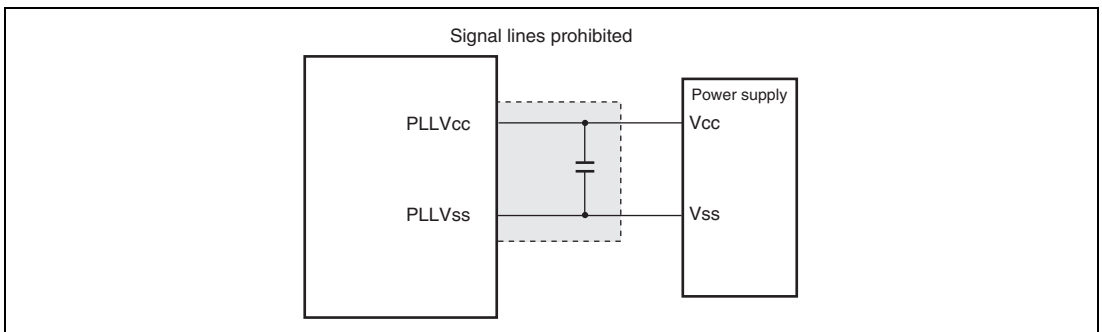 Signal lines prohibited
Power supply
PLLVcc
Vcc
PLLVss
Vss